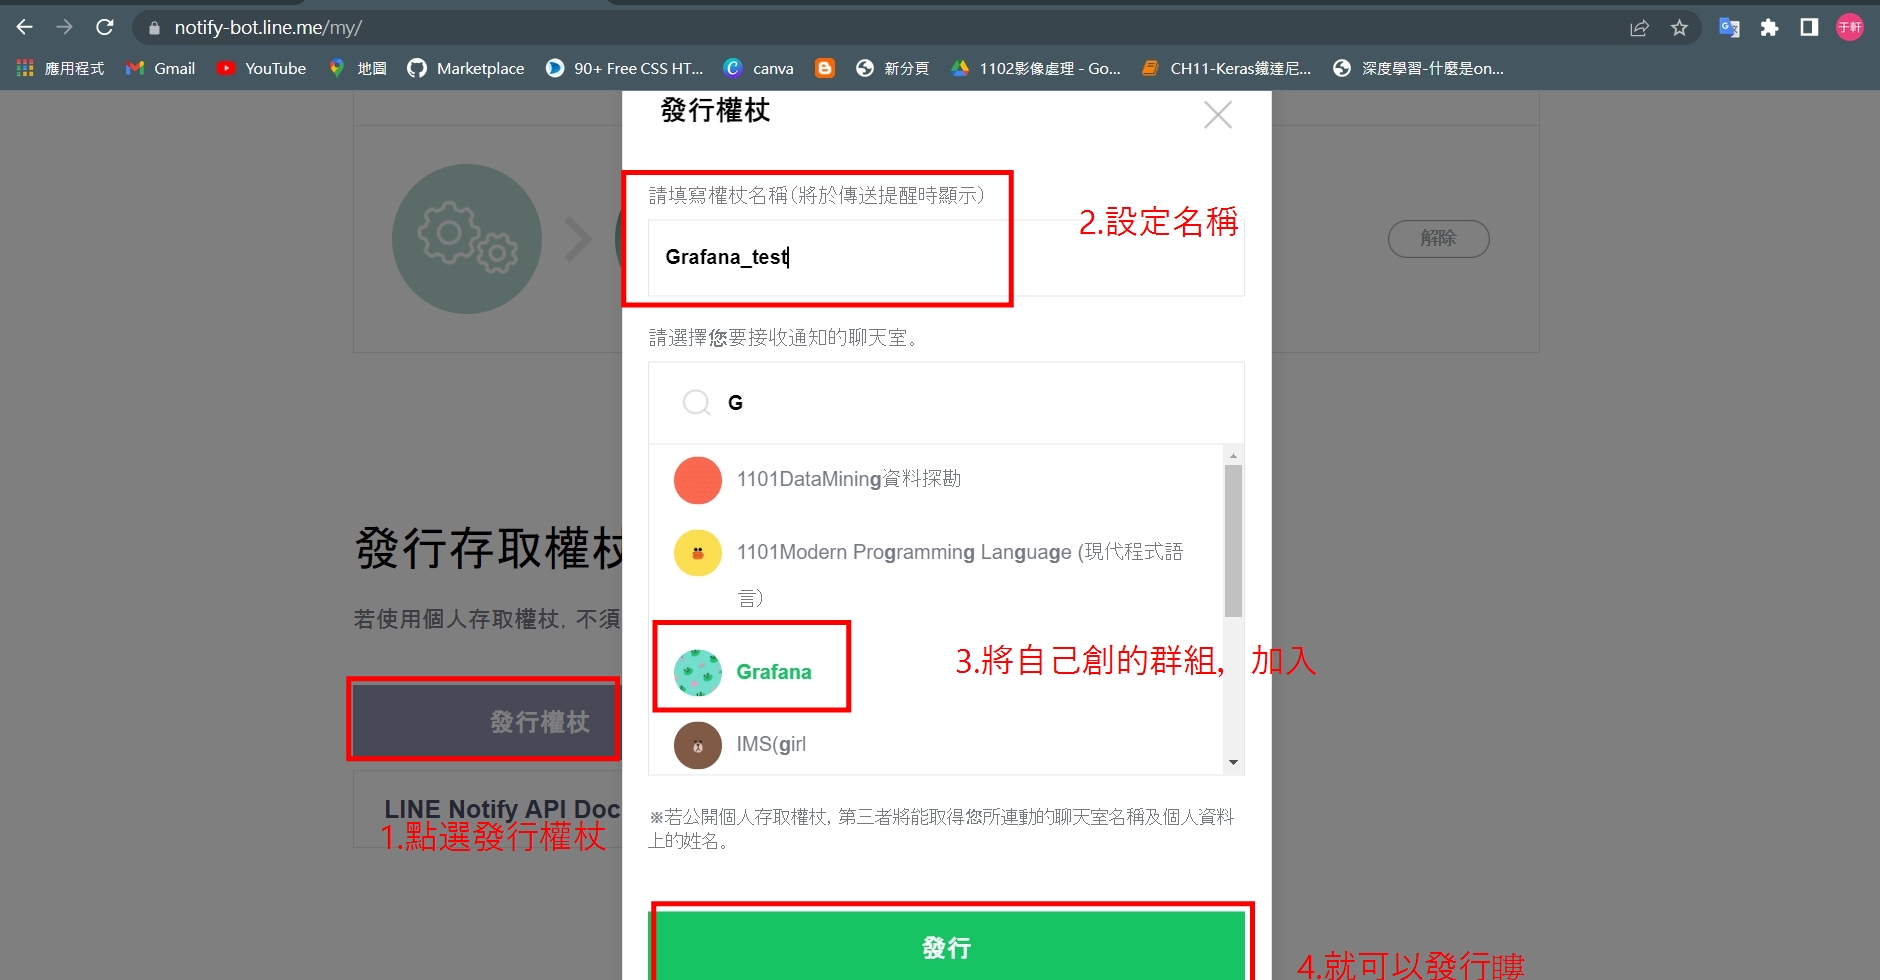 notify-bot.line.me/my/
于軒
應用程式
Gmail
YouTube
地圖
Marketplace
90+ Free CSS HT...
canva
新分頁
1102影像處理 - Go...
CH11-Keras鐵達尼...
深度學習-什麼是on...
發行權杖
請填寫權杖名稱(將於傳送提醒時顯示)
2.設定名稱
Grafana_test
解除
請選擇您要接收通知的聊天室。
G
1101DataMining資料探勘
1101Modern Programming Language (現代程式語
言)
發行存取權杖
若使用個人存取權杖, 不須
Grafana
3.將自己創的群組, 加入
發行權杖
IMS(girl
LINE Notify API Doc
1.點選發行權杖
※若公開個人存取權杖, 第三者將能取得您所連動的聊天室名稱及個人資料
上的姓名。
發行
4.就可以發行瞜